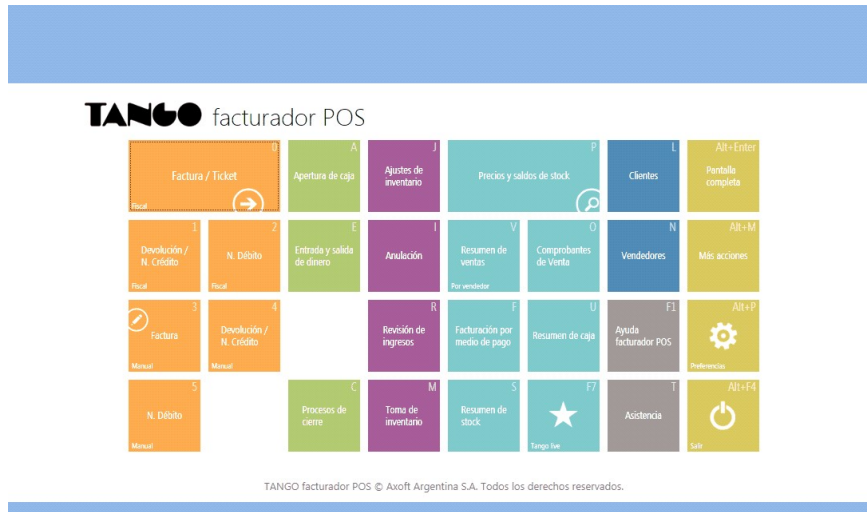 TANGO facturador POS
0
Factura / Ticket
Fiscal
A
Apertura de caja
J
Ajustes de
inventario
P
Precios y saldos de stock
L
Clientes
Alt+Enter
Pantalla
completa
1
Devolución /
N. Crédito
Fiscal
2
N. Débito
Fiscal
E
Entrada y salida
de dinero
I
Anulación
V
Resumen de
ventas
Por vendedor
O
Comprobantes
de Venta
N
Vendedores
Alt+M
Más acciones
3
Factura
Manual
4
Devolución /
N. Crédito
Manual
R
Revisión de
ingresos
F
Facturación por
medio de pago
U
Resumen de caja
F1
Ayuda
facturador POS
Alt+P
Preferencias
5
N. Débito
Manual
C
Procesos de
cierre
M
Toma de
inventario
S
Resumen de
stock
F7
Tango live
T
Asistencia
Alt+F4
Salir
TANGO facturador POS © Axoft Argentina S.A. Todos los derechos reservados.